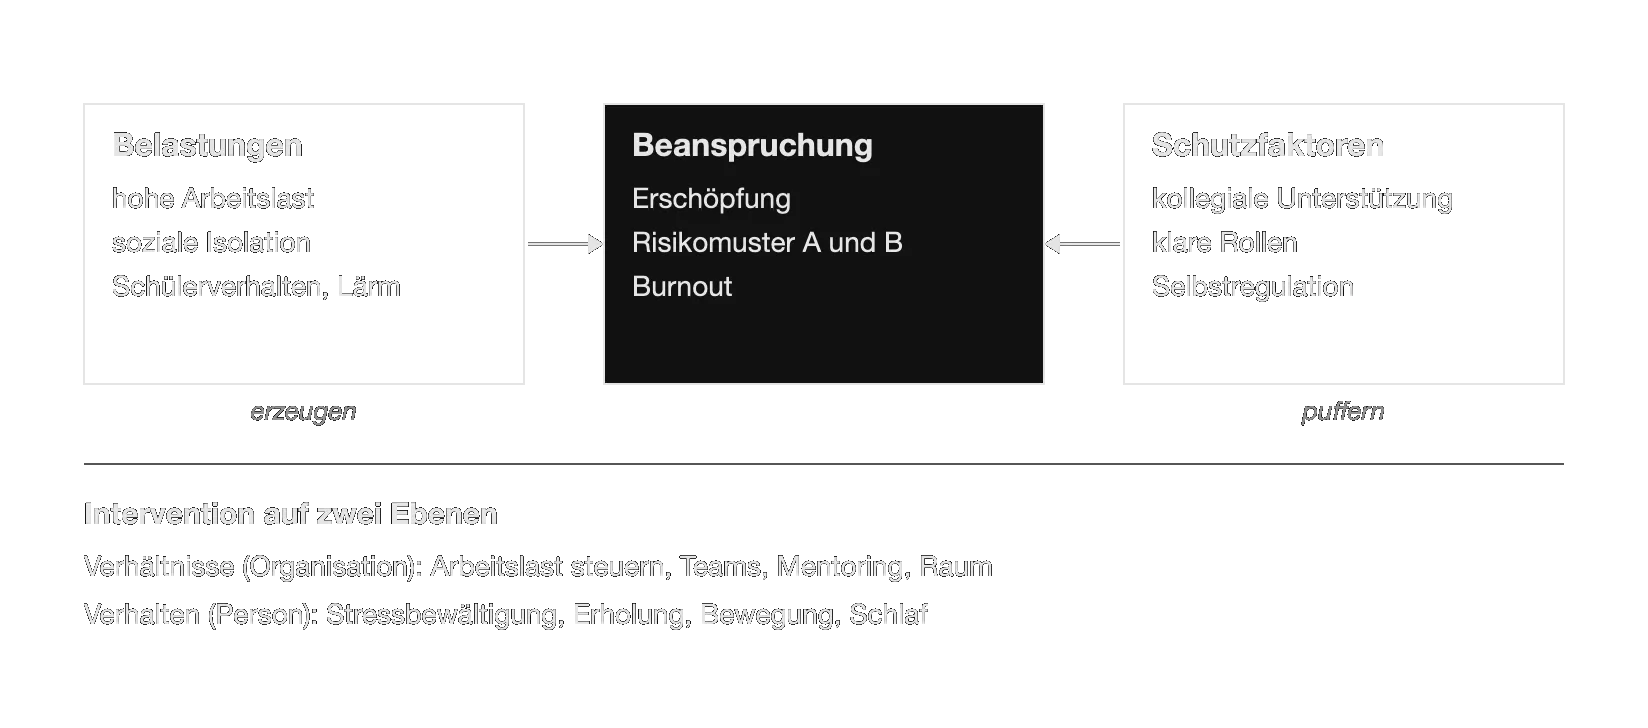 Belastungen
hohe Arbeitslast
soziale Isolation
Schülerverhalten, Lärm
erzeugen
Beanspruchung
Erschöpfung
Risikomuster A und B
Burnout
Schutzfaktoren
kollegiale Unterstützung
klare Rollen
Selbstregulation
puffern
Intervention auf zwei Ebenen
Verhältnisse (Organisation): Arbeitslast steuern, Teams, Mentoring, Raum
Verhalten (Person): Stressbewältigung, Erholung, Bewegung, Schlaf